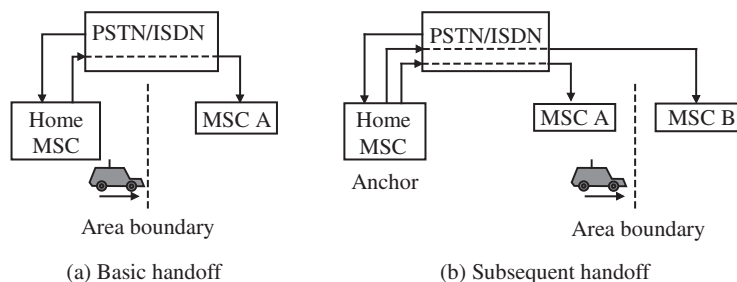 PSTN/ISDN
Home
MSC
MSC A
Area boundary
(a) Basic handoff
PSTN/ISDN
Home
MSC
Anchor
MSC A
MSC B
Area boundary
(b) Subsequent handoff